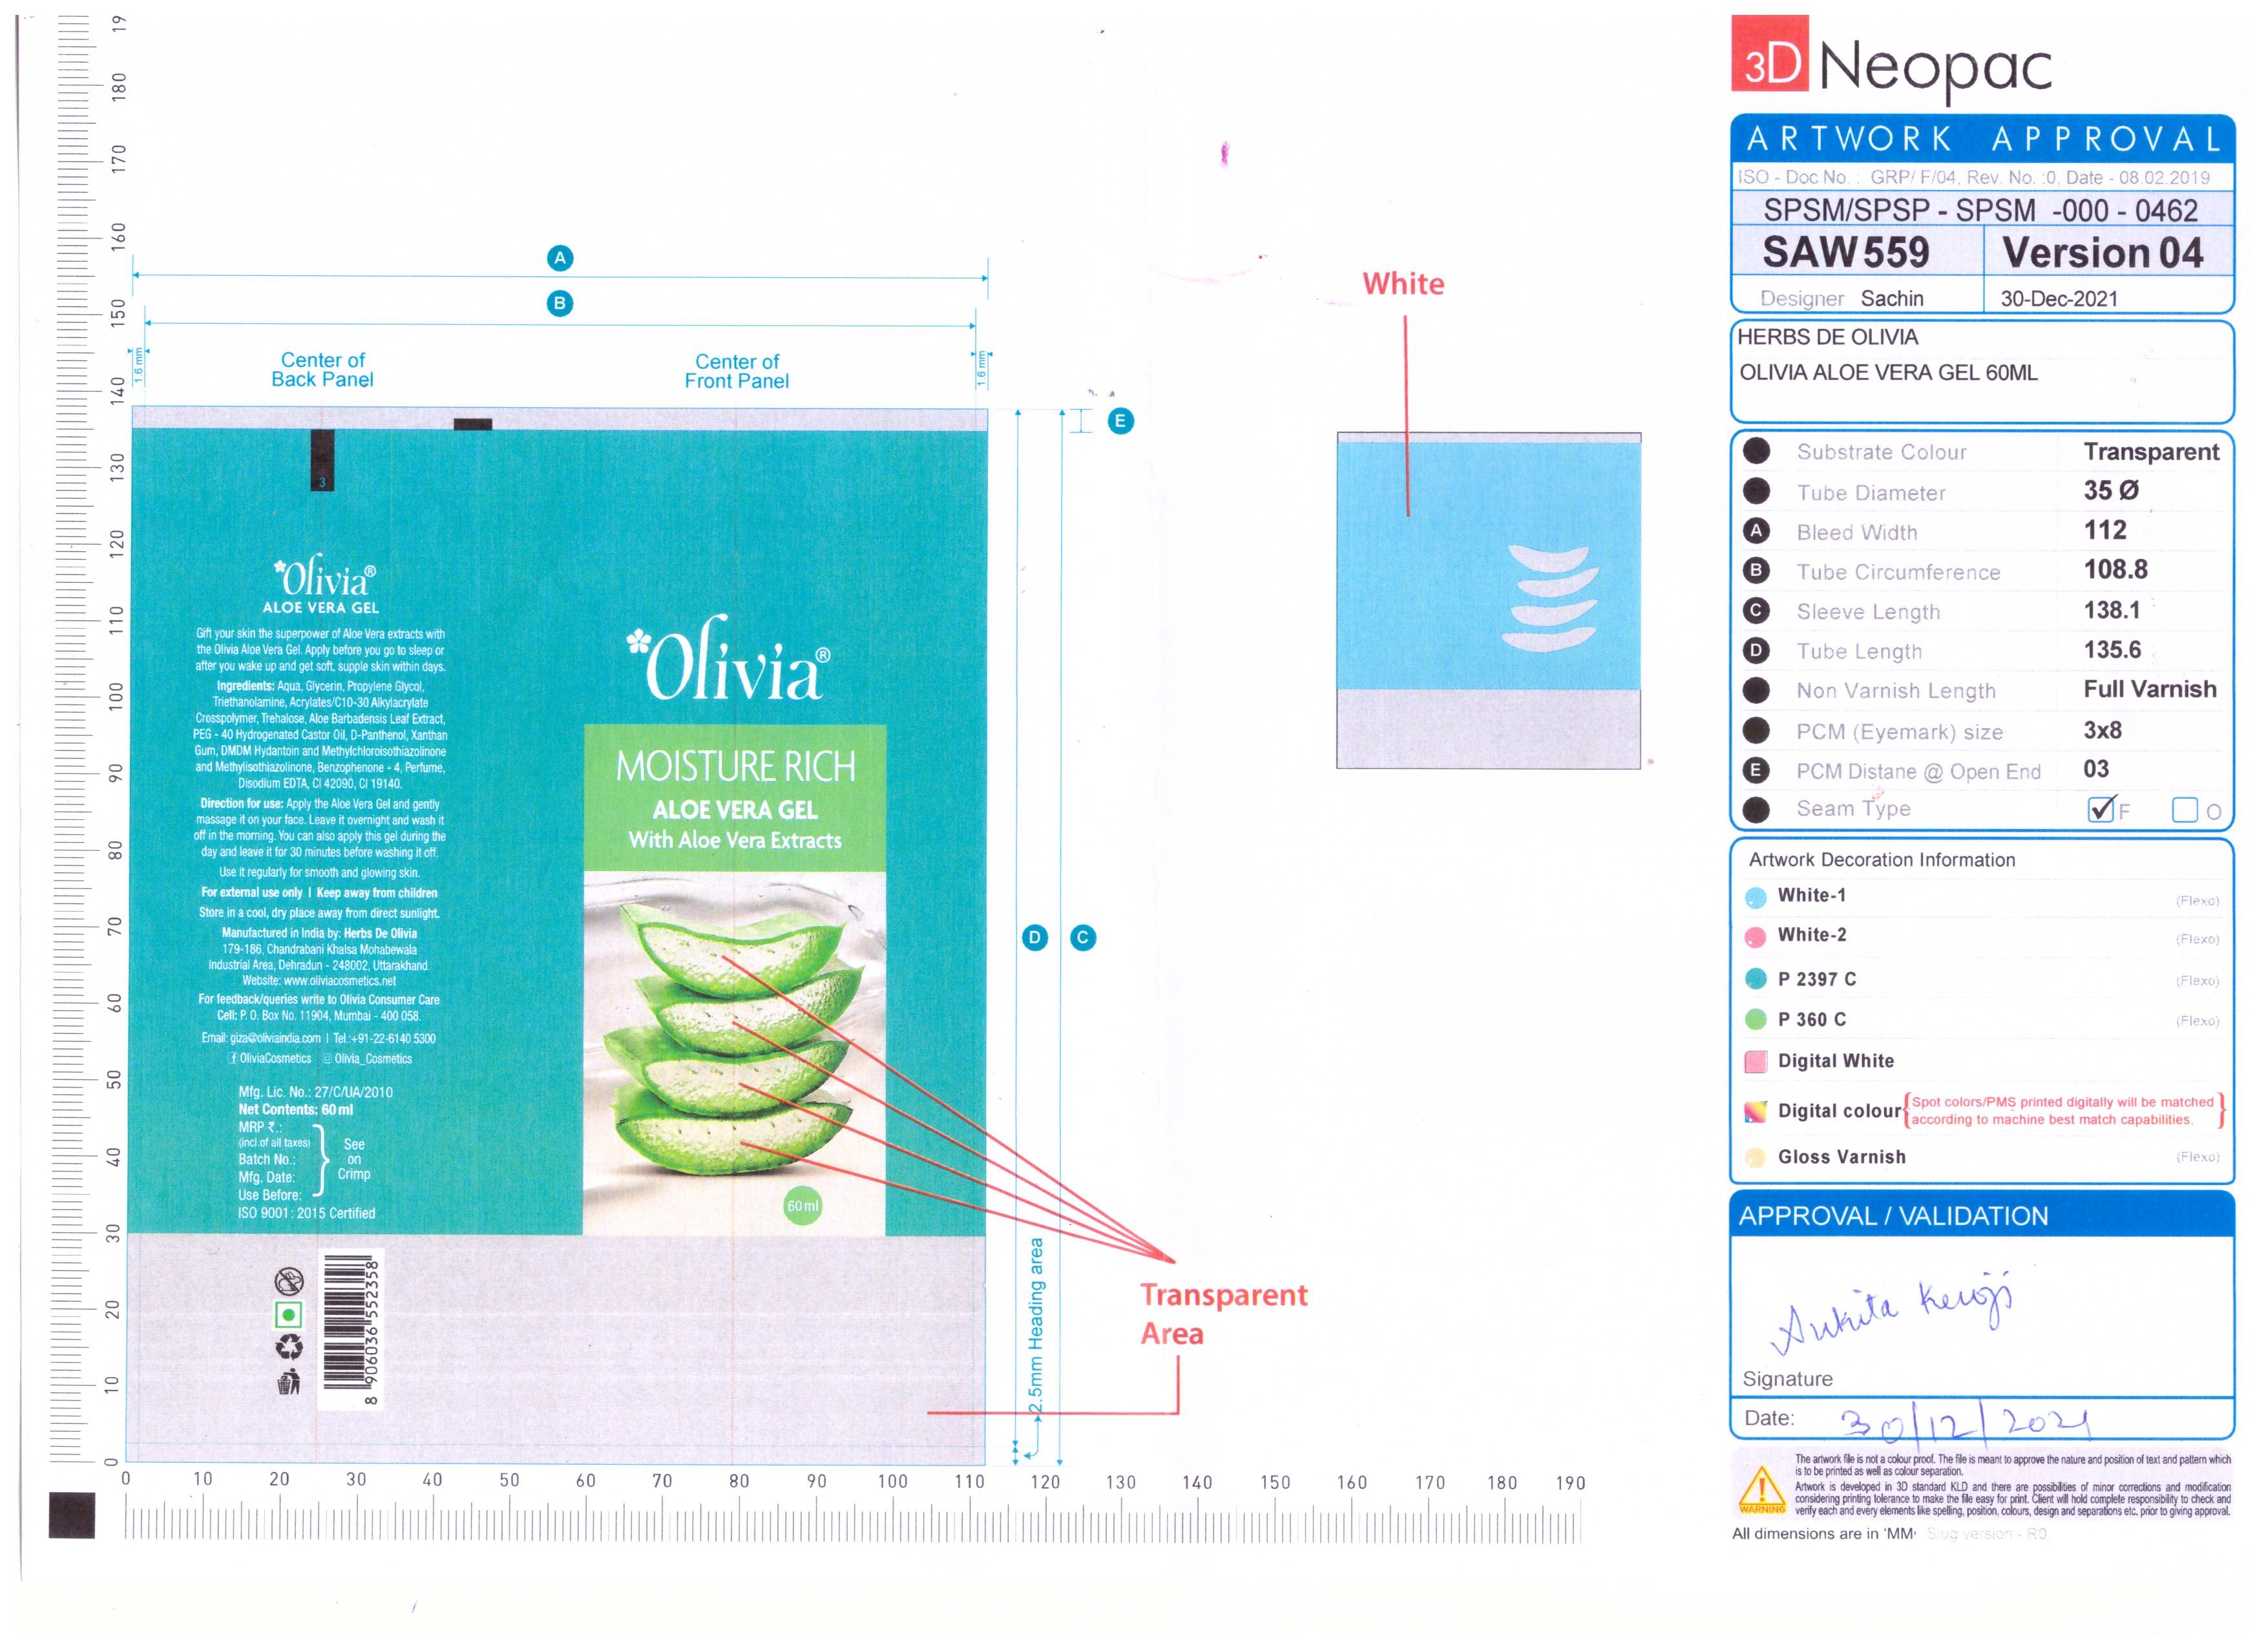 3D Neopac
ARTWORK APPROVAL
ISO - Doc No. : GRP/ F/04, Rev. No. :0, Date - 08.02.2019
SPSM/SPSP - SPSM -000 - 0462
SAW 559
Version 04
Designer Sachin
30-Dec-2021
HERBS DE OLIVIA
OLIVIA ALOE VERA GEL 60ML
Substrate Colour Transparent
Tube Diameter 35 Ø
A Bleed Width 112
B Tube Circumference 108.8
C Sleeve Length 138.1
D Tube Length 135.6
Non Varnish Length Full Varnish
PCM (Eyemark) size 3x8
E PCM Distane @ Open End 03
Seam Type F O
Artwork Decoration Information
White-1 (Flexo)
White-2 (Flexo)
P 2397 C (Flexo)
P 360 C (Flexo)
Digital White
Digital colour {Spot colors/PMS printed digitally will be matched
according to machine best match capabilities.}
Gloss Varnish (Flexo)
APPROVAL / VALIDATION
Ankita Kenoji
Signature
Date: 30/12/2021
The artwork file is not a colour proof. The file is meant to approve the nature and position of text and pattern which
is to be printed as well as colour separation.
Artwork is developed in 3D standard KLD and there are possibilities of minor corrections and modification
considering printing tolerance to make the file easy for print. Client will hold complete responsibility to check and
verify each and every elements like spelling, position, colours, design and separations etc. prior to giving approval.
WARNING
All dimensions are in 'MM' Slug version - R0
A
B
1.6 mm
Center of
Back Panel
Center of
Front Panel
1.6 mm
E
3
Olivia®
ALOE VERA GEL
Gift your skin the superpower of Aloe Vera extracts with
the Olivia Aloe Vera Gel. Apply before you go to sleep or
after you wake up and get soft, supple skin within days.
Ingredients: Aqua, Glycerin, Propylene Glycol,
Triethanolamine, Acrylates/C10-30 Alkylacrylate
Crosspolymer, Trehalose, Aloe Barbadensis Leaf Extract,
PEG - 40 Hydrogenated Castor Oil, D-Panthenol, Xanthan
Gum, DMDM Hydantoin and Methylchloroisothiazolinone
and Methylisothiazolinone, Benzophenone - 4, Perfume,
Disodium EDTA, CI 42090, CI 19140.
Direction for use: Apply the Aloe Vera Gel and gently
massage it on your face. Leave it overnight and wash it
off in the morning. You can also apply this gel during the
day and leave it for 30 minutes before washing it off.
Use it regularly for smooth and glowing skin.
For external use only I Keep away from children
Store in a cool, dry place away from direct sunlight.
Manufactured in India by: Herbs De Olivia
179-186, Chandrabani Khalsa Mohabewala
Industrial Area, Dehradun - 248002, Uttarakhand.
Website: www.oliviacosmetics.net
For feedback/queries write to Olivia Consumer Care
Cell: P. O. Box No. 11904, Mumbai - 400 058.
Email: giza@oliviaindia.com I Tel.:+91-22-6140 5300
OliviaCosmetics Olivia_Cosmetics
Mfg. Lic. No.: 27/C/UA/2010
Net Contents: 60 ml
MRP ₹.:
(incl.of all taxes)
Batch No.:
Mfg. Date:
Use Before:
See
on
Crimp
ISO 9001 : 2015 Certified
8 906036 552358
Olivia®
MOISTURE RICH
ALOE VERA GEL
With Aloe Vera Extracts
60 ml
D
C
2.5mm Heading area
White
Transparent
Area
19
180
170
160
150
140
130
120
110
100
90
80
70
60
50
40
30
20
10
0
0 10 20 30 40 50 60 70 80 90 100 110 120 130 140 150 160 170 180 190